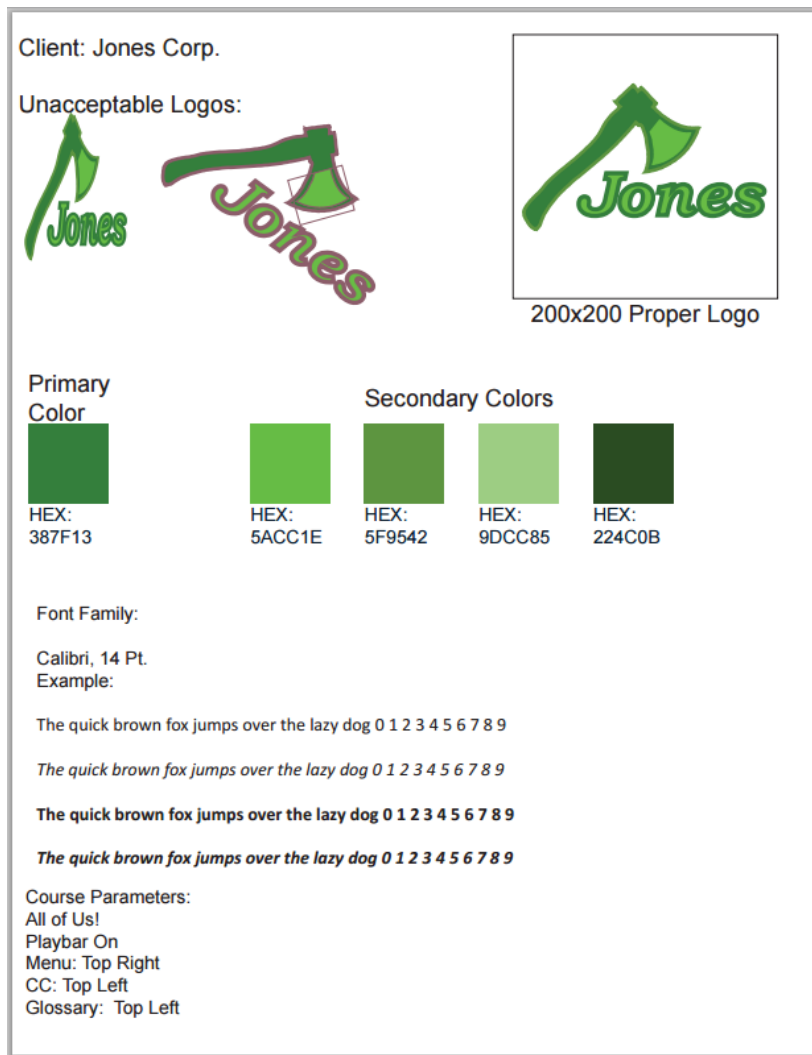 Client: Jones Corp.
Unacceptable Logos:
Jones
Jones
Jones
200x200 Proper Logo
Primary
Color
Secondary Colors
HEX:
387F13
HEX:
5ACC1E
HEX:
5F9542
HEX:
9DCC85
HEX:
224C0B
Font Family:
Calibri, 14 Pt.
Example:
The quick brown fox jumps over the lazy dog 0 1 2 3 4 5 6 7 8 9
The quick brown fox jumps over the lazy dog 0 1 2 3 4 5 6 7 8 9
The quick brown fox jumps over the lazy dog 0 1 2 3 4 5 6 7 8 9
The quick brown fox jumps over the lazy dog 0 1 2 3 4 5 6 7 8 9
Course Parameters:
All of Us!
Playbar On
Menu: Top Right
CC: Top Left
Glossary:  Top Left